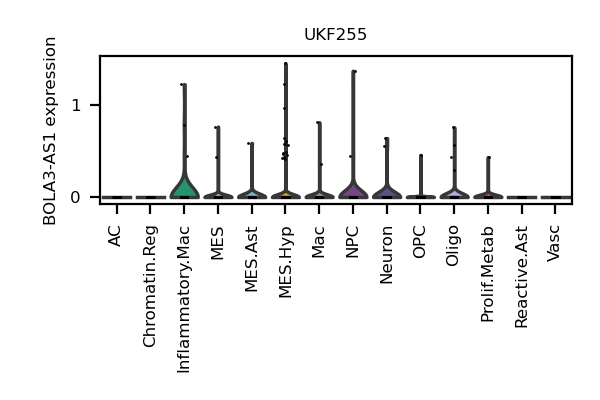 UKF255
BOLA3-AS1 expression
1
0
AC
Chromatin.Reg
Inflammatory.Mac
MES
MES.Ast
MES.Hyp
Mac
NPC
Neuron
OPC
Oligo
Prolif.Metab
Reactive.Ast
Vasc